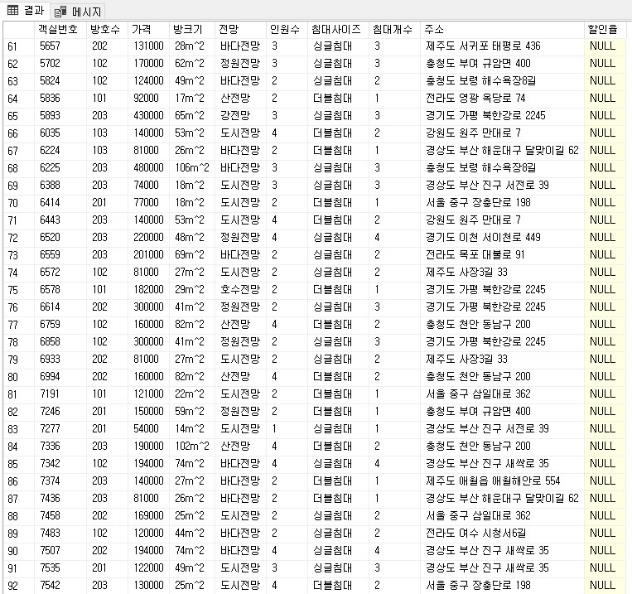 결과 메시지
객실번호 방호수 가격 방크기 전망 인원수 침대사이즈 침대개수 주소 할인율
61 5657 202 131000 28m^2 바다전망 3 싱글침대 3 제주도 서귀포 태평로 436 NULL
62 5702 102 170000 62m^2 정원전망 3 싱글침대 3 충청도 부여 규암면 400 NULL
63 5824 102 124000 49m^2 바다전망 2 싱글침대 2 충청도 보령 해수욕장8길 NULL
64 5836 101 92000 17m^2 산전망 2 더블침대 1 전라도 영광 옥당로 74 NULL
65 5893 203 430000 65m^2 강전망 3 싱글침대 3 경기도 가평 북한강로 2245 NULL
66 6035 103 140000 53m^2 도시전망 4 더블침대 2 강원도 원주 만대로 7 NULL
67 6224 103 81000 26m^2 바다전망 2 더블침대 1 경상도 부산 해운대구 달맞이길 62 NULL
68 6225 203 480000 106m^2 바다전망 3 싱글침대 3 충청도 보령 해수욕장8길 NULL
69 6388 203 74000 18m^2 도시전망 3 싱글침대 3 경상도 부산 진구 서전로 39 NULL
70 6414 201 77000 18m^2 도시전망 2 더블침대 1 서울 중구 장충단로 198 NULL
71 6443 203 140000 53m^2 도시전망 4 더블침대 2 강원도 원주 만대로 7 NULL
72 6520 203 220000 48m^2 정원전망 4 싱글침대 4 경기도 이천 서이천로 449 NULL
73 6559 203 201000 69m^2 바다전망 2 싱글침대 2 전라도 목포 대불로 91 NULL
74 6572 102 81000 27m^2 도시전망 2 싱글침대 2 제주도 사장3길 33 NULL
75 6578 101 182000 29m^2 호수전망 2 더블침대 1 경기도 가평 북한강로 2245 NULL
76 6614 202 300000 41m^2 정원전망 2 싱글침대 2 경기도 가평 북한강로 2245 NULL
77 6759 102 160000 82m^2 산전망 4 더블침대 2 충청도 천안 동남구 200 NULL
78 6858 102 300000 41m^2 정원전망 2 싱글침대 2 경기도 가평 북한강로 2245 NULL
79 6933 202 81000 27m^2 도시전망 2 싱글침대 2 제주도 사장3길 33 NULL
80 6994 202 160000 82m^2 산전망 4 더블침대 2 충청도 천안 동남구 200 NULL
81 7191 101 121000 22m^2 도시전망 2 더블침대 1 서울 중구 삼일대로 362 NULL
82 7246 201 150000 59m^2 정원전망 2 더블침대 1 충청도 부여 규암면 400 NULL
83 7277 201 54000 14m^2 도시전망 1 싱글침대 1 경상도 부산 진구 서전로 39 NULL
84 7336 203 190000 102m^2 산전망 4 더블침대 2 충청도 천안 동남구 200 NULL
85 7342 102 194000 74m^2 바다전망 4 싱글침대 4 경상도 부산 진구 새싹로 35 NULL
86 7374 203 140000 27m^2 바다전망 2 더블침대 1 제주도 애월읍 애월해안로 554 NULL
87 7436 203 81000 26m^2 바다전망 2 더블침대 1 경상도 부산 해운대구 달맞이길 62 NULL
88 7458 202 169000 25m^2 도시전망 2 싱글침대 2 서울 중구 삼일대로 362 NULL
89 7483 102 120000 44m^2 바다전망 2 싱글침대 2 전라도 여수 시청서6길 NULL
90 7507 202 194000 74m^2 바다전망 4 싱글침대 4 경상도 부산 진구 새싹로 35 NULL
91 7535 201 122000 49m^2 도시전망 3 싱글침대 3 경상도 부산 진구 새싹로 35 NULL
92 7542 203 130000 25m^2 도시전망 4 더블침대 2 서울 중구 장충단로 198 NULL